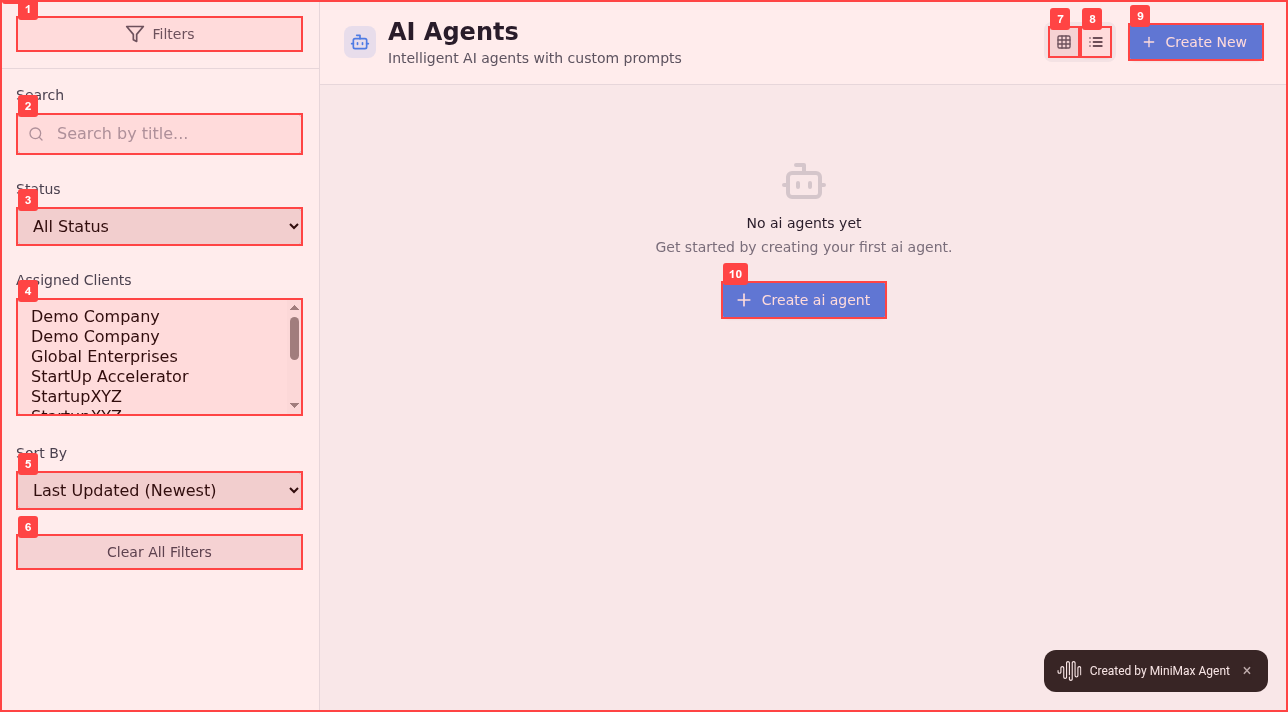 1
Filters
Search
2
Search by title...
Status
3
All Status
Assigned Clients
4
Demo Company
Demo Company
Global Enterprises
StartUp Accelerator
StartupXYZ
StartupXYZ
Sort By
5
Last Updated (Newest)
6
Clear All Filters
AI Agents
Intelligent AI agents with custom prompts
7
8
9
Create New
No ai agents yet
Get started by creating your first ai agent.
10
Create ai agent
Created by MiniMax Agent ×